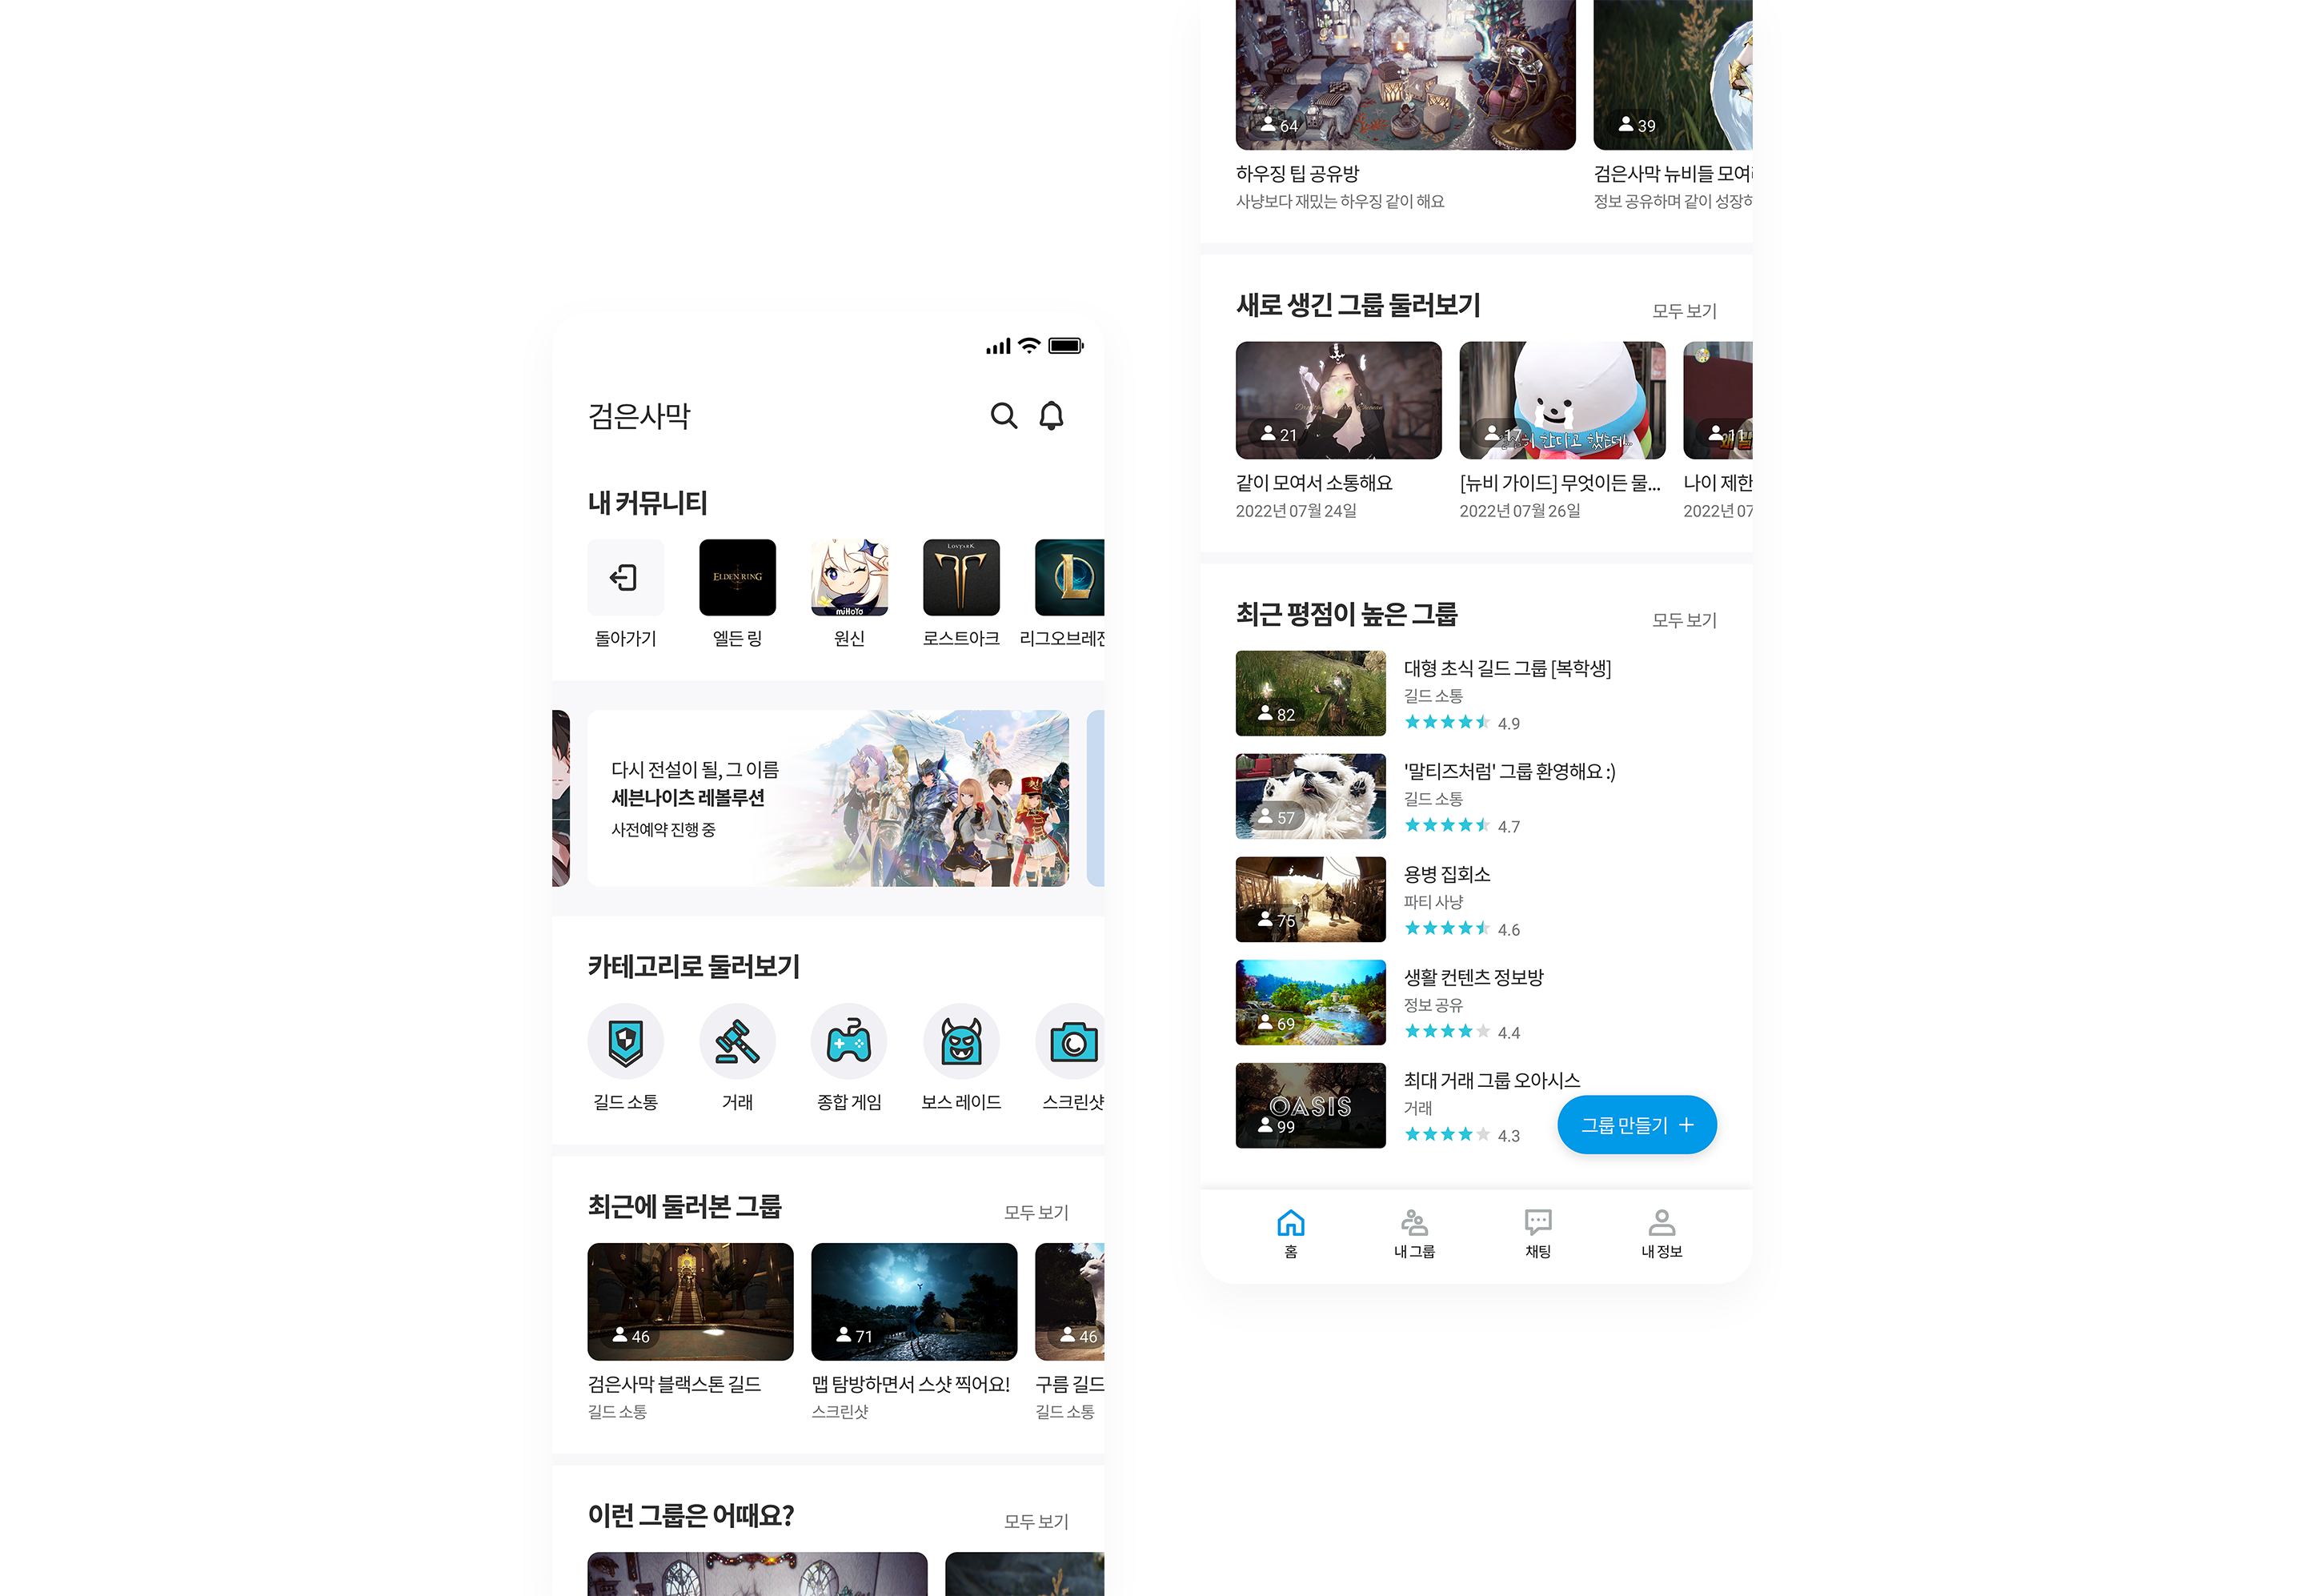 검은사막
내 커뮤니티
ELDEN RING
miHoYo
LOSTARK
돌아가기
엘든 링
원신
로스트아크
리그오브레전
다시 전설이 될, 그 이름
세븐나이츠 레볼루션
사전예약 진행 중
카테고리로 둘러보기
길드 소통
거래
종합 게임
보스 레이드
스크린샷
최근에 둘러본 그룹
모두 보기
46
71
46
검은사막 블랙스톤 길드
길드 소통
맵 탐방하면서 스샷 찍어요!
스크린샷
구름 길드
길드 소통
이런 그룹은 어때요?
모두 보기
64
39
하우징 팁 공유방
사냥보다 재밌는 하우징 같이 해요
검은사막 뉴비들 모여
정보 공유하며 같이 성장
새로 생긴 그룹 둘러보기
모두 보기
21
17
한다고 했는데..
11
같이 모여서 소통해요
2022년 07월 24일
[뉴비 가이드] 무엇이든 물...
2022년 07월 26일
나이 제한
2022년 07
최근 평점이 높은 그룹
모두 보기
82
대형 초식 길드 그룹 [복학생]
길드 소통
4.9
57
'말티즈처럼' 그룹 환영해요 :)
길드 소통
4.7
75
용병 집회소
파티 사냥
4.6
69
생활 컨텐츠 정보방
정보 공유
4.4
OASIS
99
최대 거래 그룹 오아시스
거래
4.3
그룹 만들기 +
홈
내 그룹
채팅
내 정보